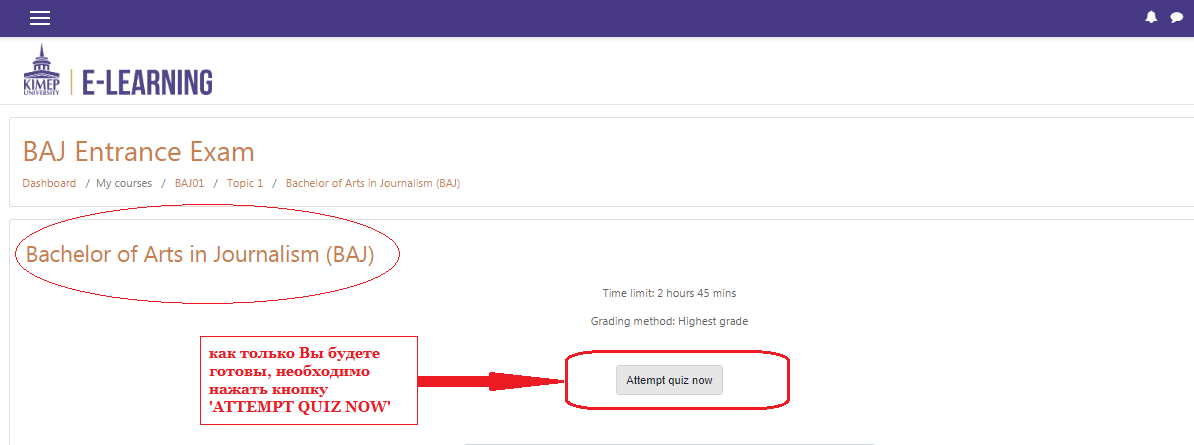 KIMEP
UNIVERSITY
E-LEARNING
BAJ Entrance Exam
Dashboard / My courses / BAJ01 / Topic 1 / Bachelor of Arts in Journalism (BAJ)
Bachelor of Arts in Journalism (BAJ)
Time limit: 2 hours 45 mins
Grading method: Highest grade
как только Вы будете
готовы, необходимо
нажать кнопку
'ATTEMPT QUIZ NOW'
Attempt quiz now